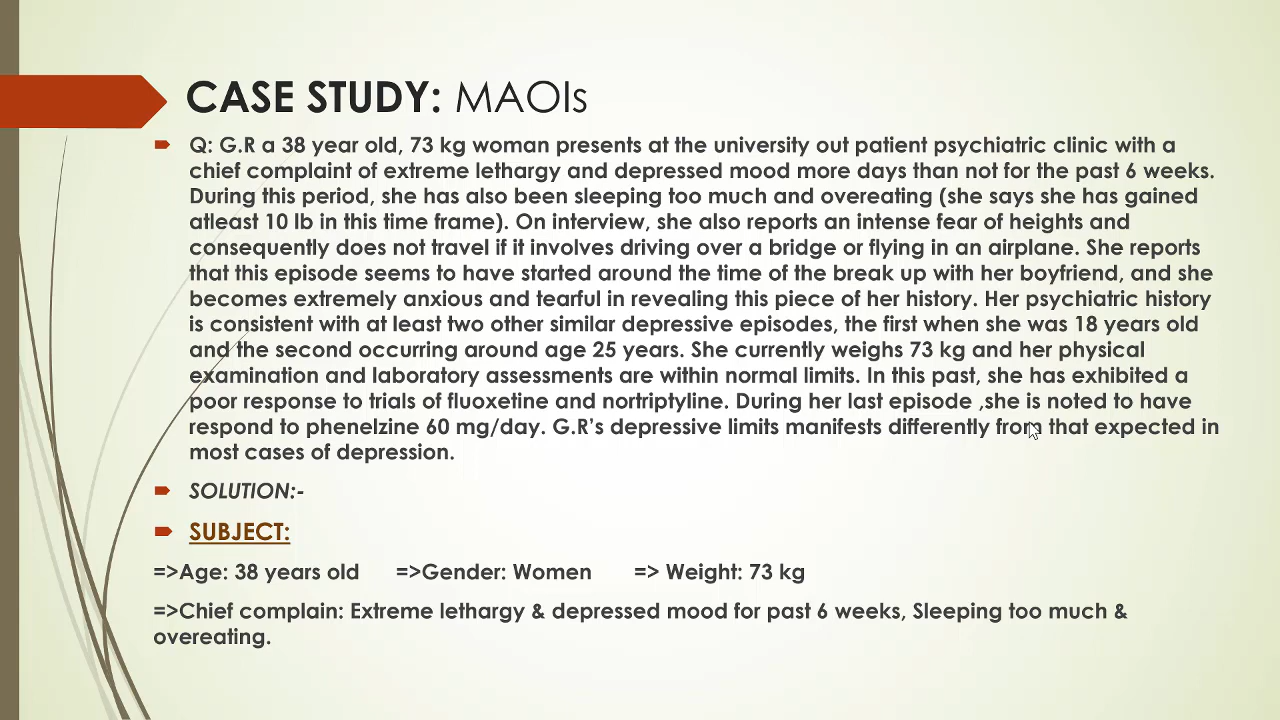 CASE STUDY: MAOIs
Q: G.R a 38 year old, 73 kg woman presents at the university out patient psychiatric clinic with a
chief complaint of extreme lethargy and depressed mood more days than not for the past 6 weeks.
During this period, she has also been sleeping too much and overeating (she says she has gained
atleast 10 lb in this time frame). On interview, she also reports an intense fear of heights and
consequently does not travel if it involves driving over a bridge or flying in an airplane. She reports
that this episode seems to have started around the time of the break up with her boyfriend, and she
becomes extremely anxious and tearful in revealing this piece of her history. Her psychiatric history
is consistent with at least two other similar depressive episodes, the first when she was 18 years old
and the second occurring around age 25 years. She currently weighs 73 kg and her physical
examination and laboratory assessments are within normal limits. In this past, she has exhibited a
poor response to trials of fluoxetine and nortriptyline. During her last episode ,she is noted to have
respond to phenelzine 60 mg/day. G.R's depressive limits manifests differently from that expected in
most cases of depression.
SOLUTION:-
SUBJECT:
=>Age: 38 years old =>Gender: Women => Weight: 73 kg
=>Chief complain: Extreme lethargy & depressed mood for past 6 weeks, Sleeping too much &
overeating.